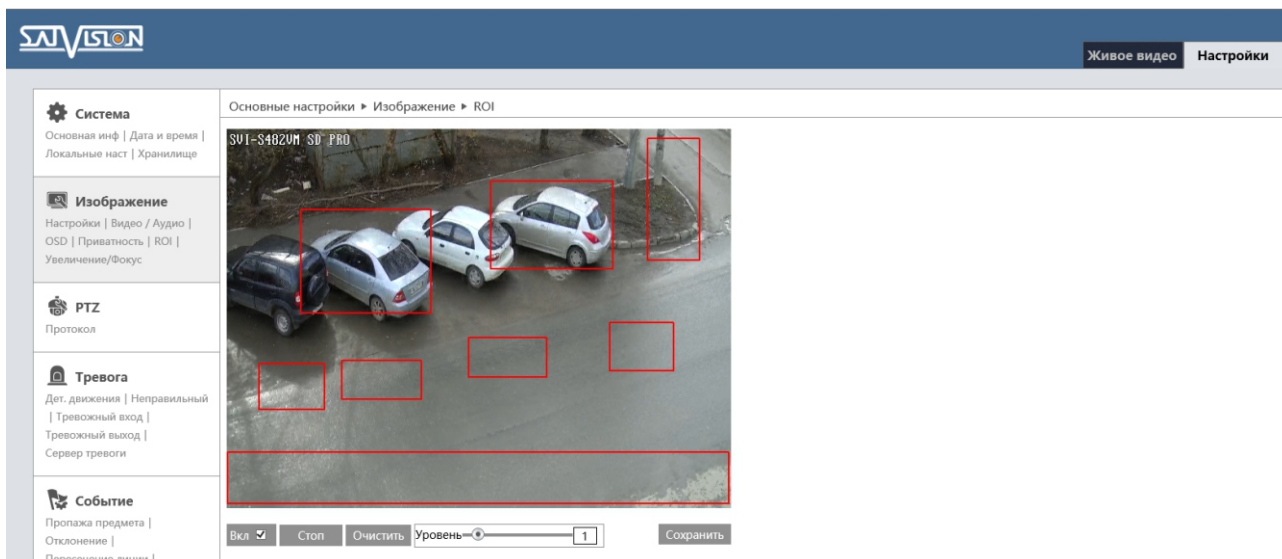 SATVISION
Живое видео
Настройки
Основные настройки ▸ Изображение ▸ ROI
Система
Основная инф | Дата и время |
Локальные наст | Хранилище
Изображение
Настройки | Видео / Аудио |
OSD | Приватность | ROI |
Увеличение/Фокус
PTZ
Протокол
Тревога
Дет. движения | Неправильный
| Тревожный вход |
Тревожный выход |
Сервер тревоги
Событие
Пропажа предмета |
Отклонение |
Пересечение линии |
SVI-S482VM SD PRO
Вкл
Стоп
Очистить
Уровень
1
Сохранить